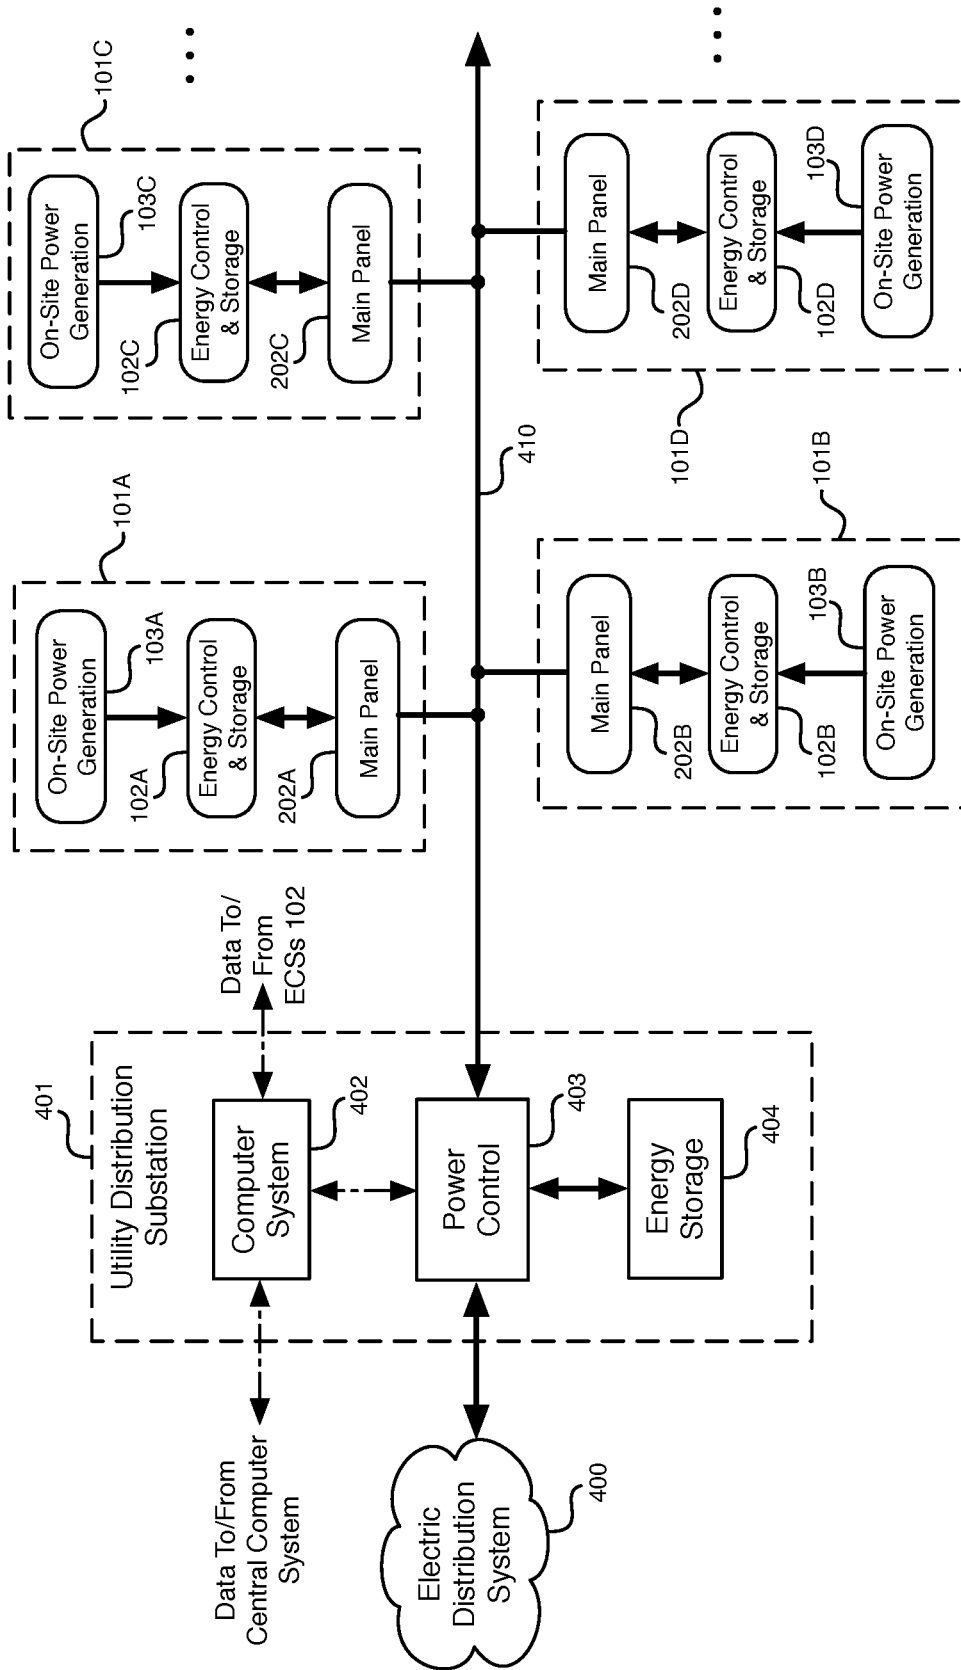 401
Utility Distribution
Substation
Computer
System
402
Data To/
From
ECSs 102
Data To/From
Central Computer
System
Power
Control
403
Energy
Storage
404
Electric
Distribution
System
400
410
101A
On-Site Power
Generation
103A
Energy Control
& Storage
102A
Main Panel
202A
101C
On-Site Power
Generation
103C
Energy Control
& Storage
102C
Main Panel
202C
101B
Main Panel
202B
Energy Control
& Storage
102B
On-Site Power
Generation
103B
101D
Main Panel
202D
Energy Control
& Storage
102D
On-Site Power
Generation
103D